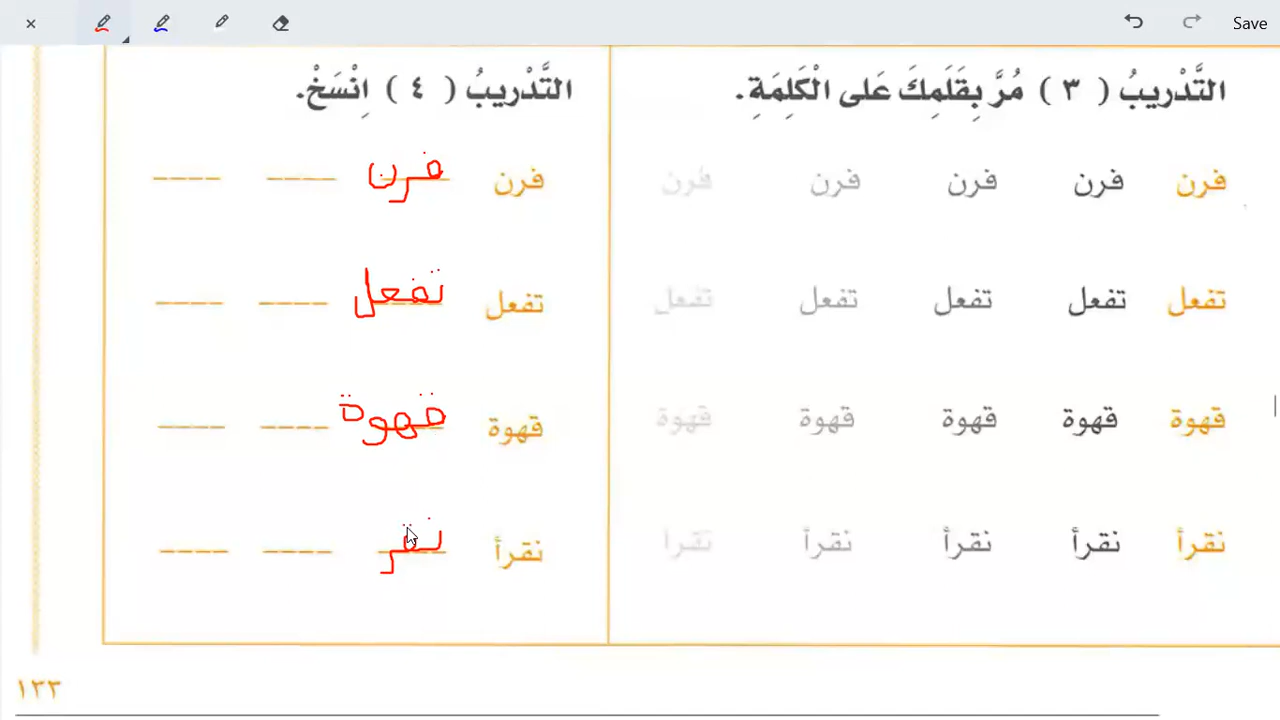 Save
التَّدْرِيبُ ( ٣ ) مُرَّ بِقَلَمِكَ عَلى الْكَلِمَةِ.
فرن فرن فرن فرن فرن
تفعل تفعل تفعل تفعل تفعل
قهوة قهوة قهوة قهوة قهوة
نقرأ نقرأ نقرأ نقرأ نقرأ
التَّدْرِيبُ ( ٤ ) اِنْسَخْ.
فرن فرن ---- ----
تفعل تفعل ---- ----
قهوة قهوة ---- ----
نقرأ نقر ---- ----
١٣٣